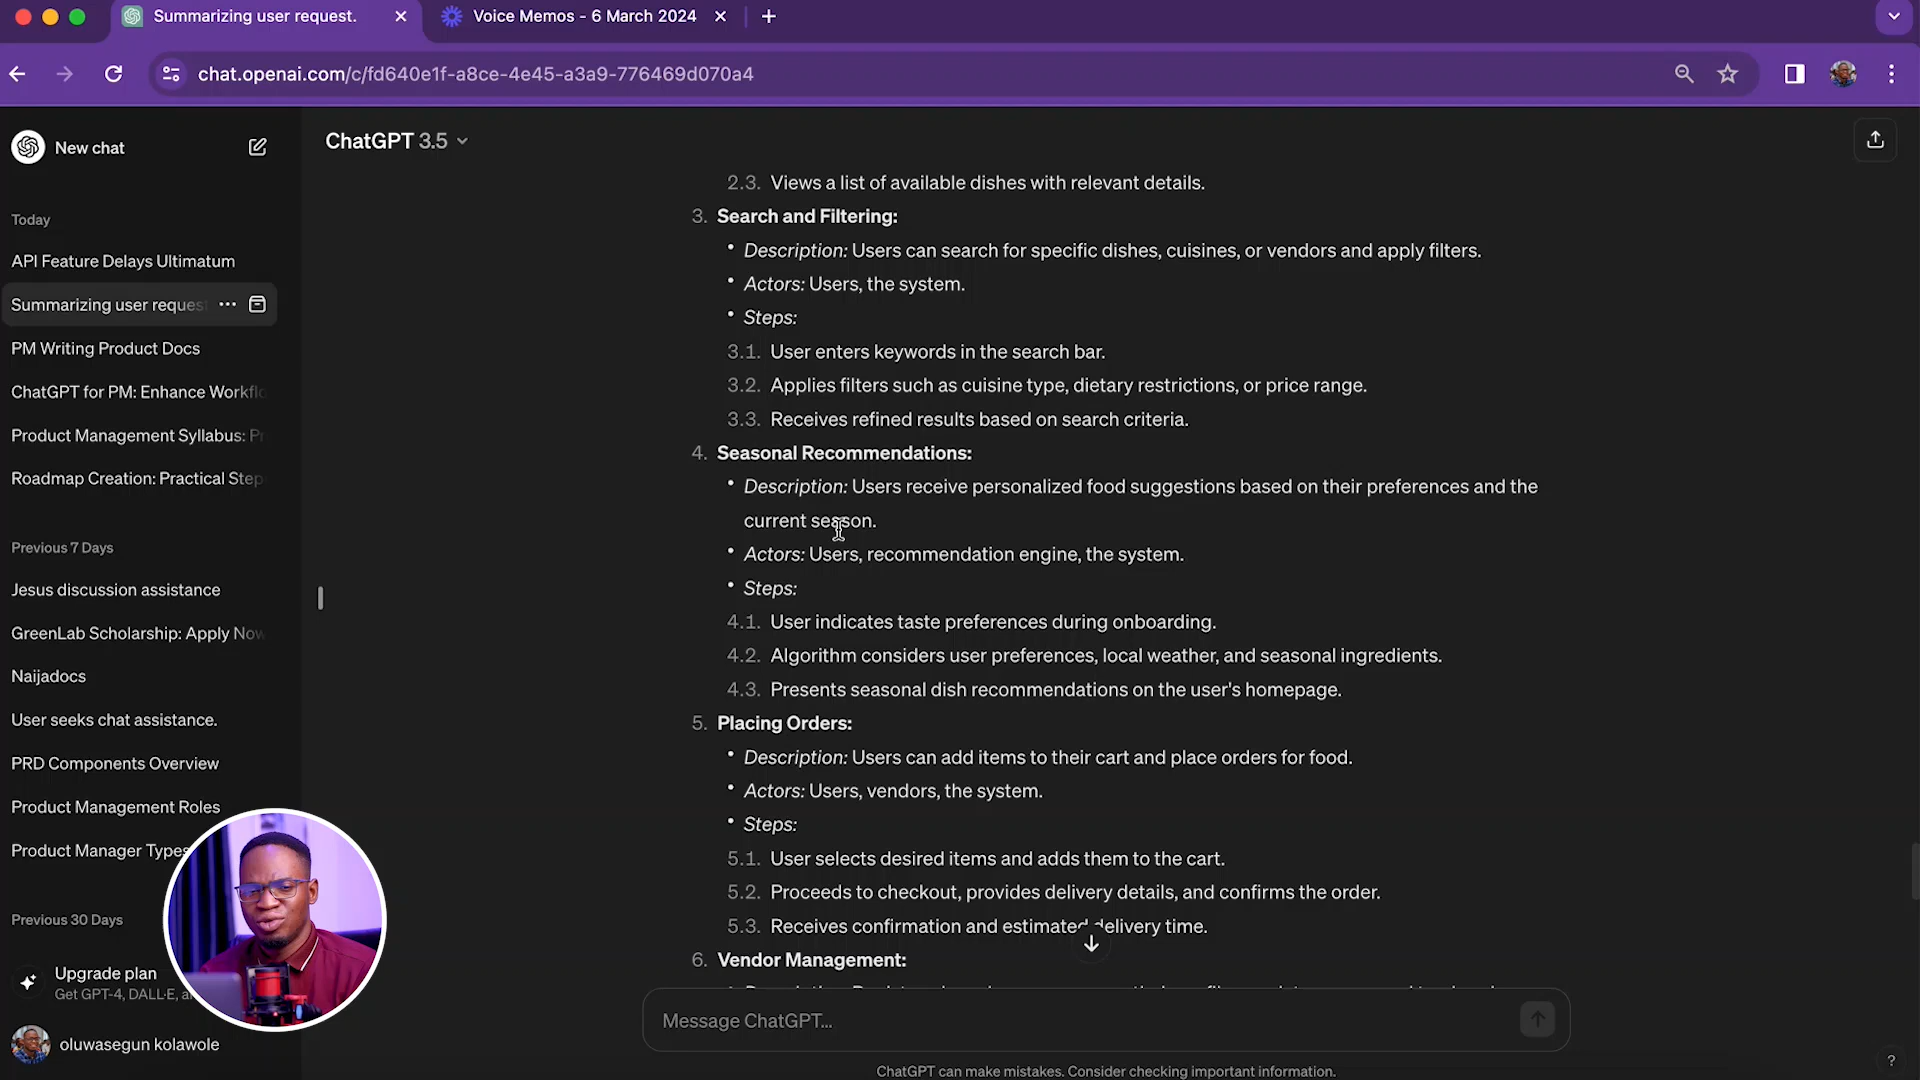 Summarizing user request.
Voice Memos - 6 March 2024
chat.openai.com/c/fd640e1f-a8ce-4e45-a3a9-776469d070a4
New chat
Today
API Feature Delays Ultimatum
Summarizing user reques
PM Writing Product Docs
ChatGPT for PM: Enhance Workflo
Product Management Syllabus: Pr
Roadmap Creation: Practical Step
Previous 7 Days
Jesus discussion assistance
GreenLab Scholarship: Apply Now
Naijadocs
User seeks chat assistance.
PRD Components Overview
Product Management Roles
Product Manager Types
Previous 30 Days
Upgrade plan
Get GPT-4, DALL·E, a
oluwasegun kolawole
ChatGPT 3.5
2.3. Views a list of available dishes with relevant details.
3. Search and Filtering:
• Description: Users can search for specific dishes, cuisines, or vendors and apply filters.
• Actors: Users, the system.
• Steps:
3.1. User enters keywords in the search bar.
3.2. Applies filters such as cuisine type, dietary restrictions, or price range.
3.3. Receives refined results based on search criteria.
4. Seasonal Recommendations:
• Description: Users receive personalized food suggestions based on their preferences and the
current season.
• Actors: Users, recommendation engine, the system.
• Steps:
4.1. User indicates taste preferences during onboarding.
4.2. Algorithm considers user preferences, local weather, and seasonal ingredients.
4.3. Presents seasonal dish recommendations on the user's homepage.
5. Placing Orders:
• Description: Users can add items to their cart and place orders for food.
• Actors: Users, vendors, the system.
• Steps:
5.1. User selects desired items and adds them to the cart.
5.2. Proceeds to checkout, provides delivery details, and confirms the order.
5.3. Receives confirmation and estimated delivery time.
6. Vendor Management:
Message ChatGPT...
ChatGPT can make mistakes. Consider checking important information.
?